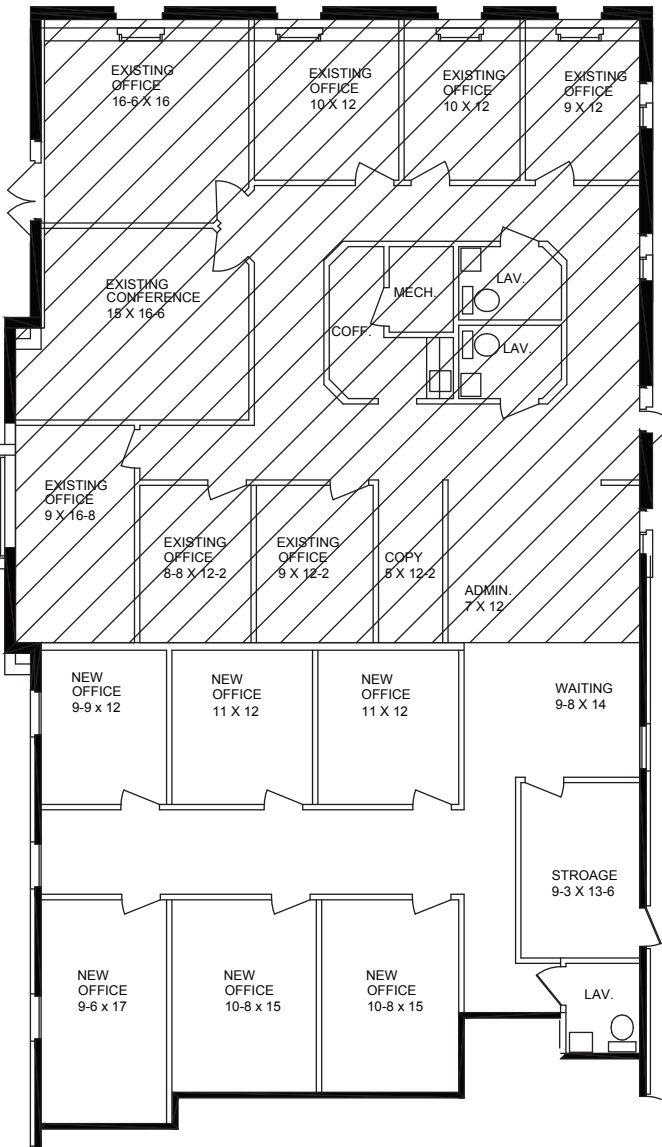 EXISTING
OFFICE
16-6 X 16
EXISTING
OFFICE
10 X 12
EXISTING
OFFICE
10 X 12
EXISTING
OFFICE
9 X 12
EXISTING
CONFERENCE
15 X 16-6
COFF.
MECH.
LAV.
LAV.
EXISTING
OFFICE
9 X 16-8
EXISTING
OFFICE
8-8 X 12-2
EXISTING
OFFICE
9 X 12-2
COPY
5 X 12-2
ADMIN.
7 X 12
NEW
OFFICE
9-9 x 12
NEW
OFFICE
11 X 12
NEW
OFFICE
11 X 12
WAITING
9-8 X 14
STROAGE
9-3 X 13-6
NEW
OFFICE
9-6 x 17
NEW
OFFICE
10-8 x 15
NEW
OFFICE
10-8 x 15
LAV.